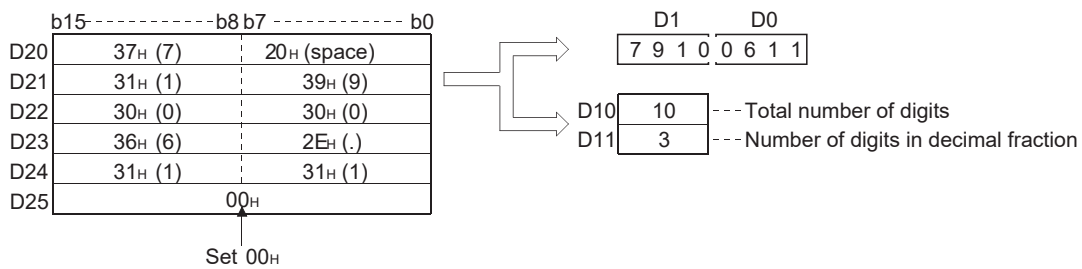 b15 b8 b7 b0
D20 37H (7) 20H (space)
D21 31H (1) 39H (9)
D22 30H (0) 30H (0)
D23 36H (6) 2EH (.)
D24 31H (1) 31H (1)
D25 00H
Set 00H
D1 D0
7 9 1 0 0 6 1 1
D10 10 Total number of digits
D11 3 Number of digits in decimal fraction